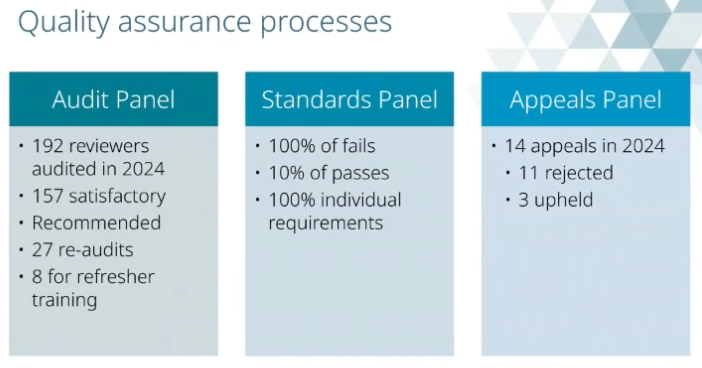 Quality assurance processes
Audit Panel
• 192 reviewers
audited in 2024
• 157 satisfactory
• Recommended
• 27 re-audits
• 8 for refresher
training
Standards Panel
• 100% of fails
• 10% of passes
• 100% individual
requirements
Appeals Panel
• 14 appeals in 2024
• 11 rejected
• 3 upheld